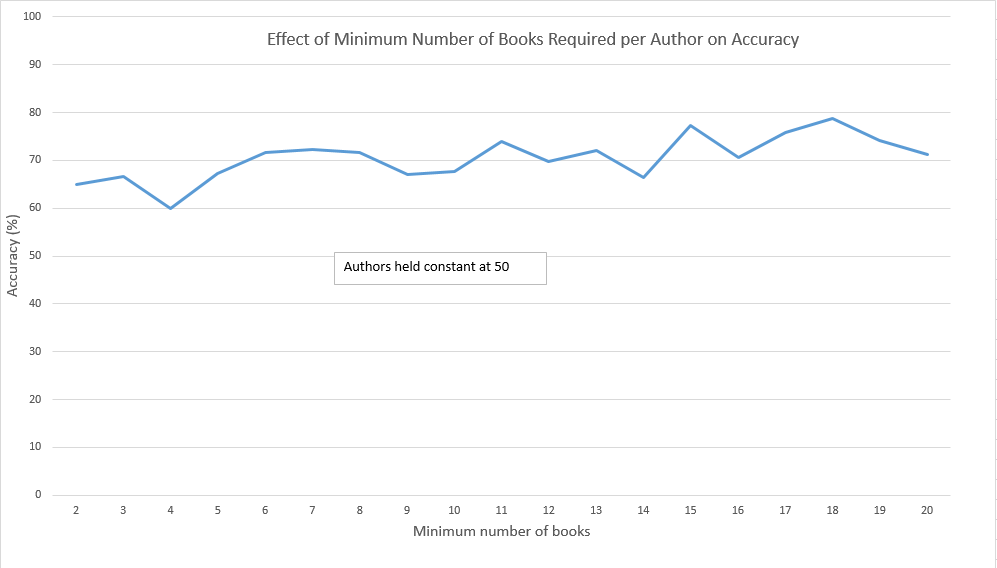 Effect of Minimum Number of Books Required per Author on Accuracy
100
90
80
70
60
50
40
30
20
10
0
Accuracy (%)
Authors held constant at 50
2 3 4 5 6 7 8 9 10 11 12 13 14 15 16 17 18 19 20
Minimum number of books